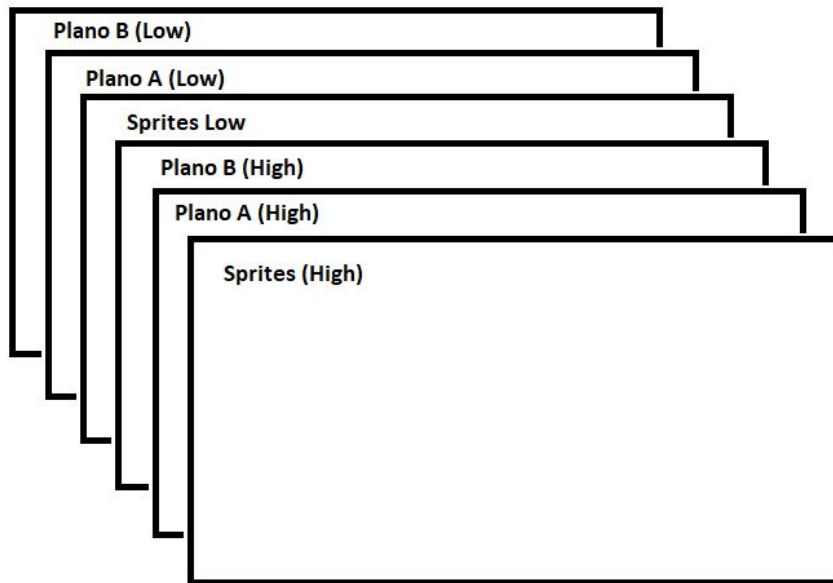 Plano B (Low)
Plano A (Low)
Sprites Low
Plano B (High)
Plano A (High)
Sprites (High)